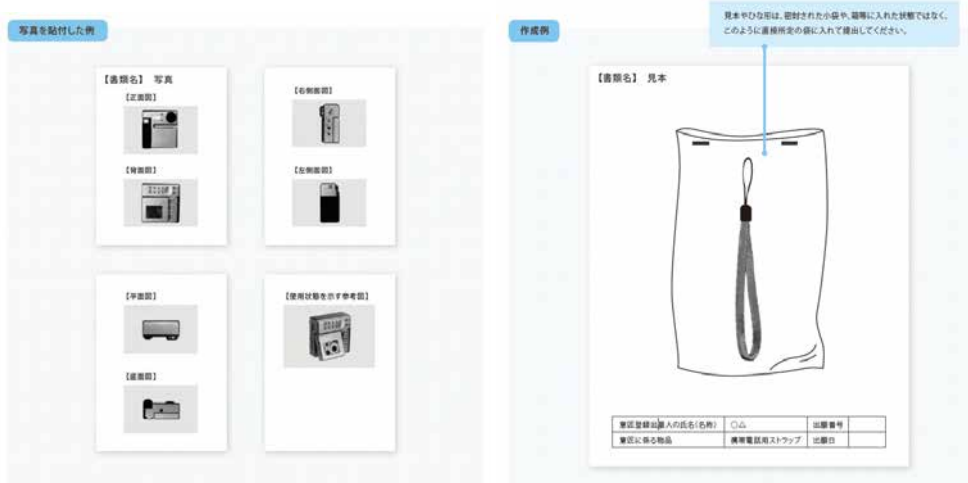 写真を貼付した例
【書類名】 写真
【正面図】
【背面図】
【右側面図】
【左側面図】
【平面図】
【底面図】
【使用状態を示す参考図】
作成例
見本やひな形は、密封された小袋や、箱等に入れた状態ではなく、
このように直接所定の袋に入れて提出してください。
【書類名】 見本
意匠登録出願人の氏名(名称) ○△ 出願番号
意匠に係る物品 携帯電話用ストラップ 出願日